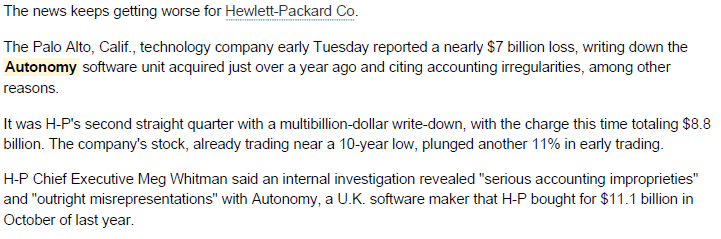 The news keeps getting worse for Hewlett-Packard Co.
The Palo Alto, Calif., technology company early Tuesday reported a nearly $7 billion loss, writing down the
Autonomy software unit acquired just over a year ago and citing accounting irregularities, among other
reasons.
It was H-P's second straight quarter with a multibillion-dollar write-down, with the charge this time totaling $8.8
billion. The company's stock, already trading near a 10-year low, plunged another 11% in early trading.
H-P Chief Executive Meg Whitman said an internal investigation revealed "serious accounting improprieties"
and "outright misrepresentations" with Autonomy, a U.K. software maker that H-P bought for $11.1 billion in
October of last year.